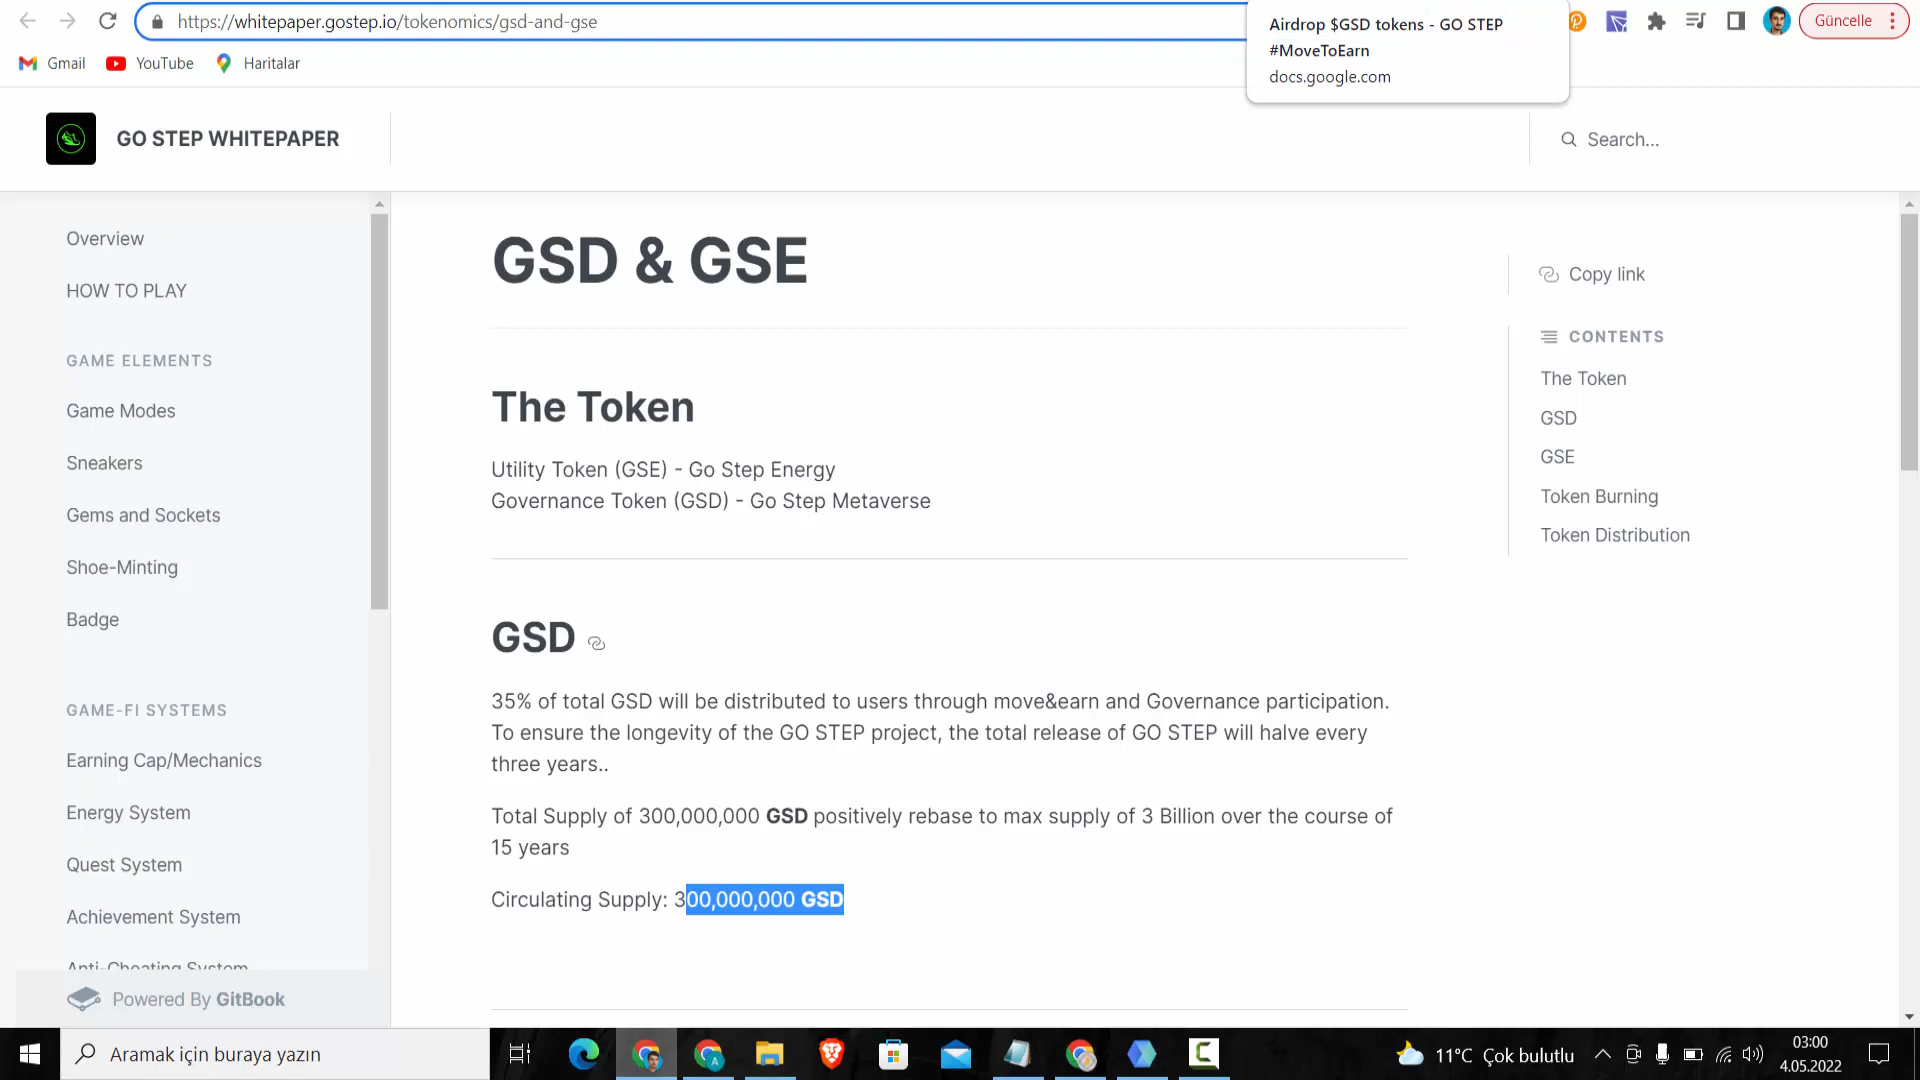 https://whitepaper.gostep.io/tokenomics/gsd-and-gse
Airdrop $GSD tokens - GO STEP
#MoveToEarn
docs.google.com
Güncelle
Gmail
YouTube
Haritalar
GO STEP WHITEPAPER
Search...
Overview
HOW TO PLAY
GAME ELEMENTS
Game Modes
Sneakers
Gems and Sockets
Shoe-Minting
Badge
GAME-FI SYSTEMS
Earning Cap/Mechanics
Energy System
Quest System
Achievement System
Anti-Cheating System
Powered By GitBook
GSD & GSE
The Token
Utility Token (GSE) - Go Step Energy
Governance Token (GSD) - Go Step Metaverse
GSD
35% of total GSD will be distributed to users through move&earn and Governance participation.
To ensure the longevity of the GO STEP project, the total release of GO STEP will halve every
three years..
Total Supply of 300,000,000 GSD positively rebase to max supply of 3 Billion over the course of
15 years
Circulating Supply: 300,000,000 GSD
Copy link
CONTENTS
The Token
GSD
GSE
Token Burning
Token Distribution
Aramak için buraya yazın
11°C Çok bulutlu
03:00
4.05.2022